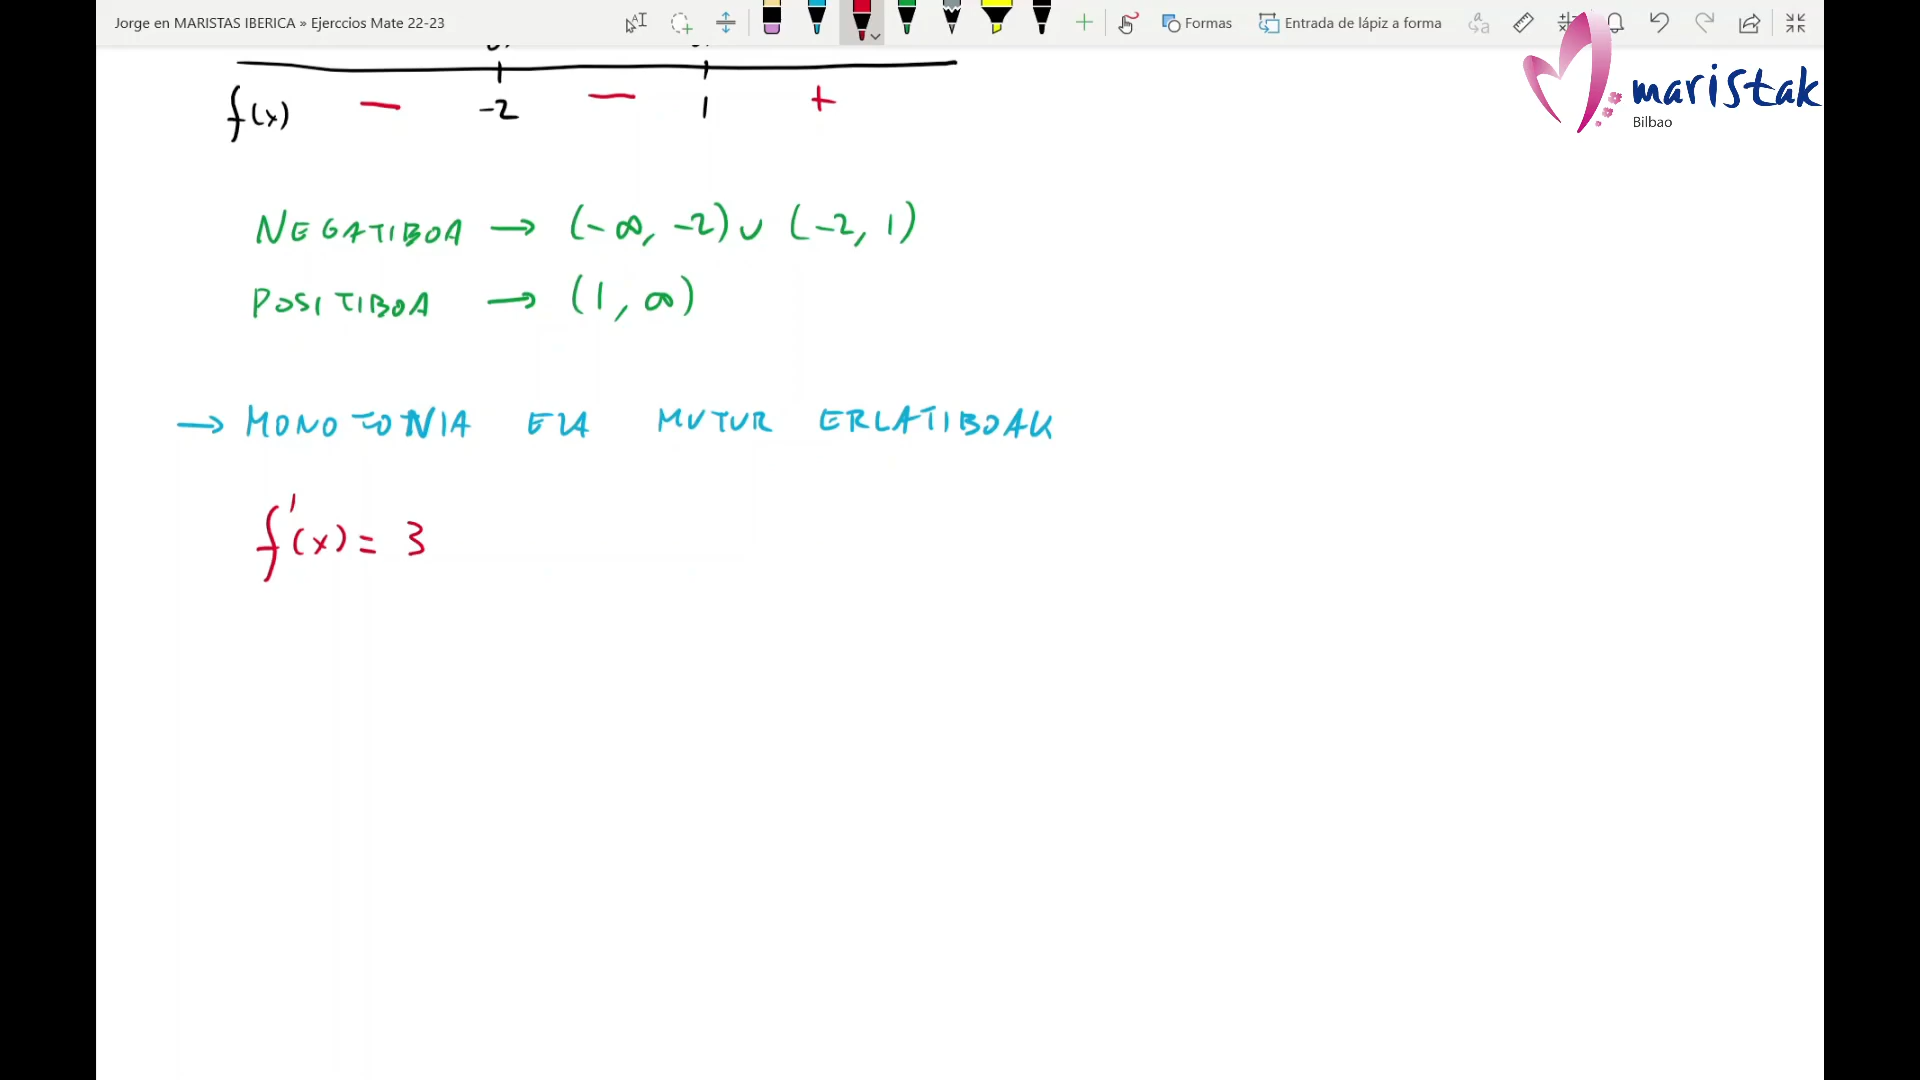 Jorge en MARISTAS IBERICA » Ejerccios Mate 22-23
Formas
Entrada de lápiz a forma
maristak
Bilbao
f(x) — -2 — 1 +
NEGATIBOA → (-∞, -2) ∪ (-2, 1)
POSITIBOA → (1, ∞)
→ MONOTONIA ETA MUTUR ERLATIBOAK
f'(x) = 3